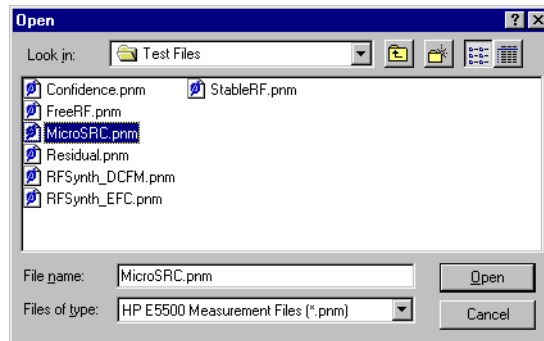 Open
Look in: Test Files
Confidence.pnm StableRF.pnm
FreeRF.pnm
MicroSRC.pnm
Residual.pnm
RFSynth_DCFM.pnm
RFSynth_EFC.pnm
File name: MicroSRC.pnm Open
Files of type: HP E5500 Measurement Files (*.pnm) Cancel